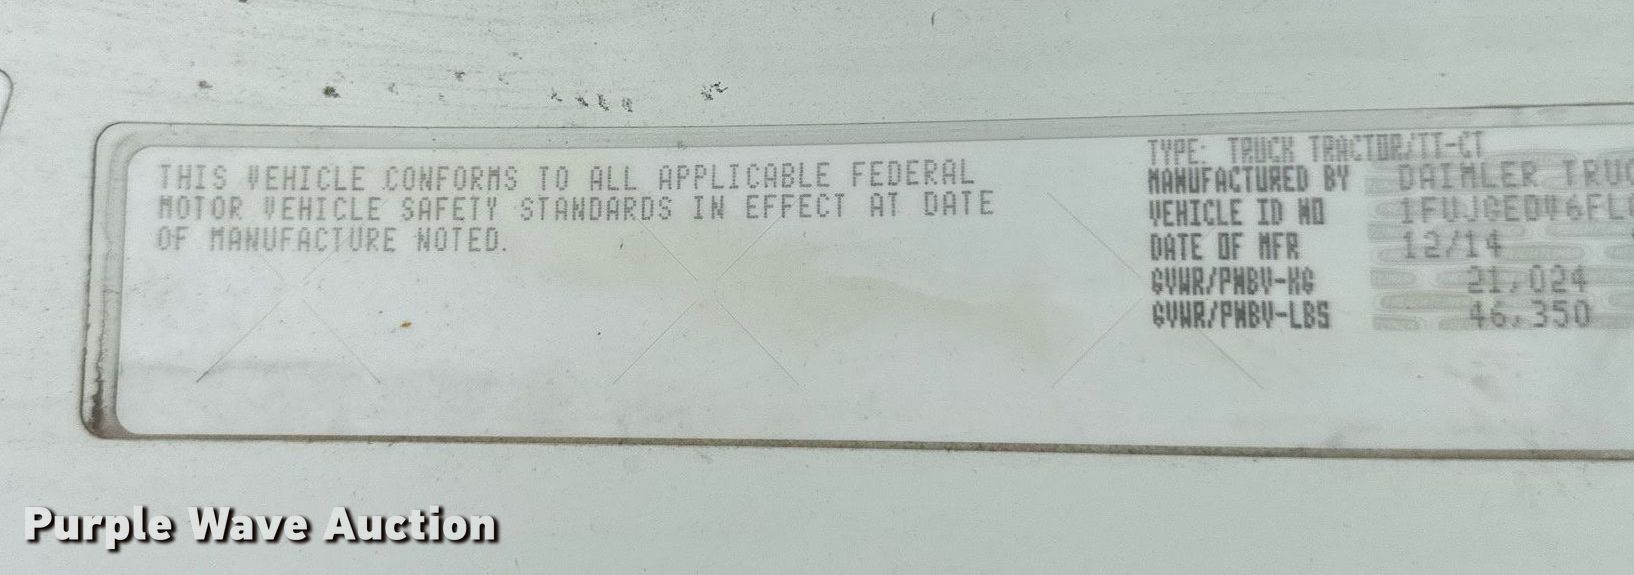 THIS VEHICLE CONFORMS TO ALL APPLICABLE FEDERAL
MOTOR VEHICLE SAFETY STANDARDS IN EFFECT AT DATE
OF MANUFACTURE NOTED.
TYPE: TRUCK TRACTOR/TT-CT
MANUFACTURED BY DAIMLER TRUC
VEHICLE ID NO
DATE OF MFR 12/14
GVWR/PNBV-KG 21,024
GVWR/PNBV-LBS 46,350
Purple Wave Auction